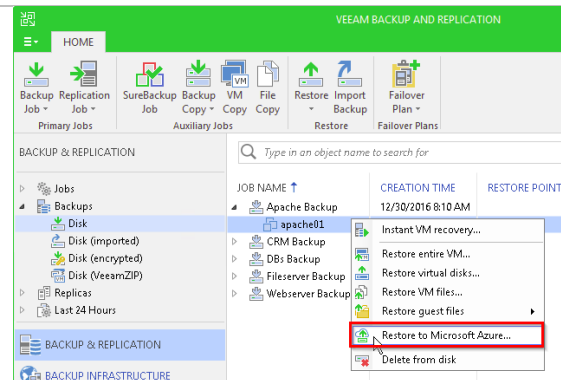 VEEAM BACKUP AND REPLICATION
HOME
Backup Replication SureBackup Backup VM File Restore Import Failover
Job Job Job Copy Copy Copy Backup Plan
Primary Jobs Auxiliary Jobs Restore Failover Plans
BACKUP & REPLICATION
Type in an object name to search for
Jobs
Backups
Disk
Disk (imported)
Disk (encrypted)
Disk (VeeamZIP)
Replicas
Last 24 Hours
BACKUP & REPLICATION
BACKUP INFRASTRUCTURE
JOB NAME CREATION TIME RESTORE POINT
Apache Backup 12/30/2016 8:10 AM
apache01
CRM Backup
DBs Backup
Fileserver Backup
Webserver Backup
Instant VM recovery...
Restore entire VM...
Restore virtual disks...
Restore VM files...
Restore guest files
Restore to Microsoft Azure...
Delete from disk